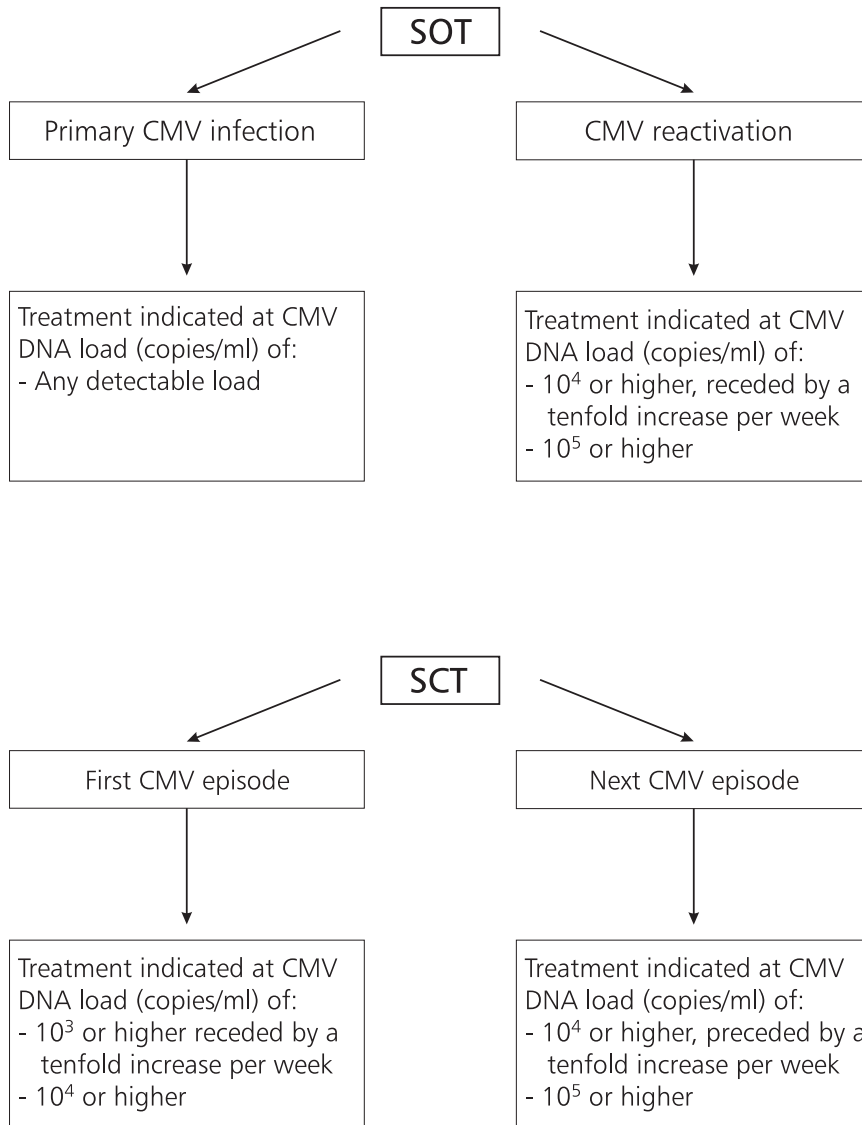 SOT
Primary CMV infection
CMV reactivation
Treatment indicated at CMV
DNA load (copies/ml) of:
- Any detectable load
Treatment indicated at CMV
DNA load (copies/ml) of:
- 10⁴ or higher, receded by a
tenfold increase per week
- 10⁵ or higher
SCT
First CMV episode
Next CMV episode
Treatment indicated at CMV
DNA load (copies/ml) of:
- 10³ or higher receded by a
tenfold increase per week
- 10⁴ or higher
Treatment indicated at CMV
DNA load (copies/ml) of:
- 10⁴ or higher, preceded by a
tenfold increase per week
- 10⁵ or higher